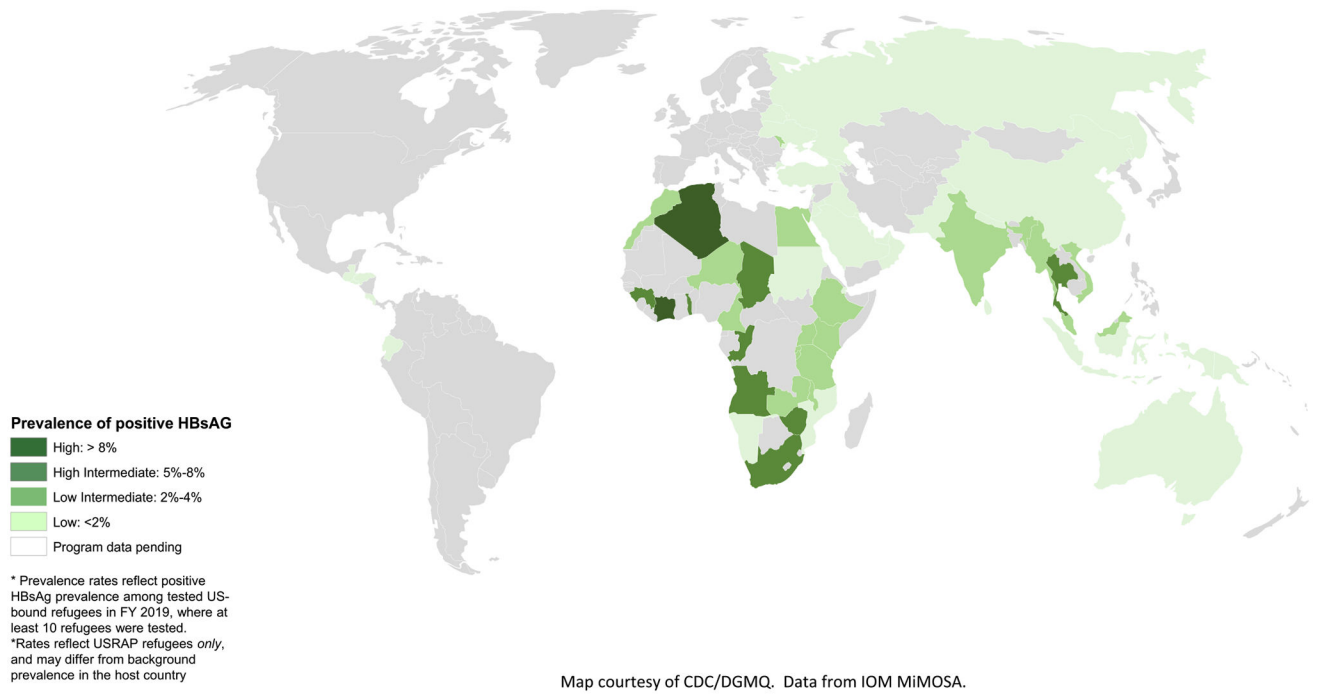 Prevalence of positive HBsAG
High: > 8%
High Intermediate: 5%-8%
Low Intermediate: 2%-4%
Low: <2%
Program data pending
* Prevalence rates reflect positive
HBsAg prevalence among tested US-
bound refugees in FY 2019, where at
least 10 refugees were tested.
*Rates reflect USRAP refugees only,
and may differ from background
prevalence in the host country
Map courtesy of CDC/DGMQ.  Data from IOM MiMOSA.